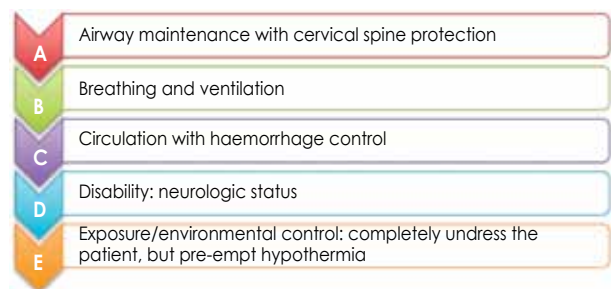 A
Airway maintenance with cervical spine protection
B
Breathing and ventilation
C
Circulation with haemorrhage control
D
Disability: neurologic status
E
Exposure/environmental control: completely undress the
patient, but pre-empt hypothermia